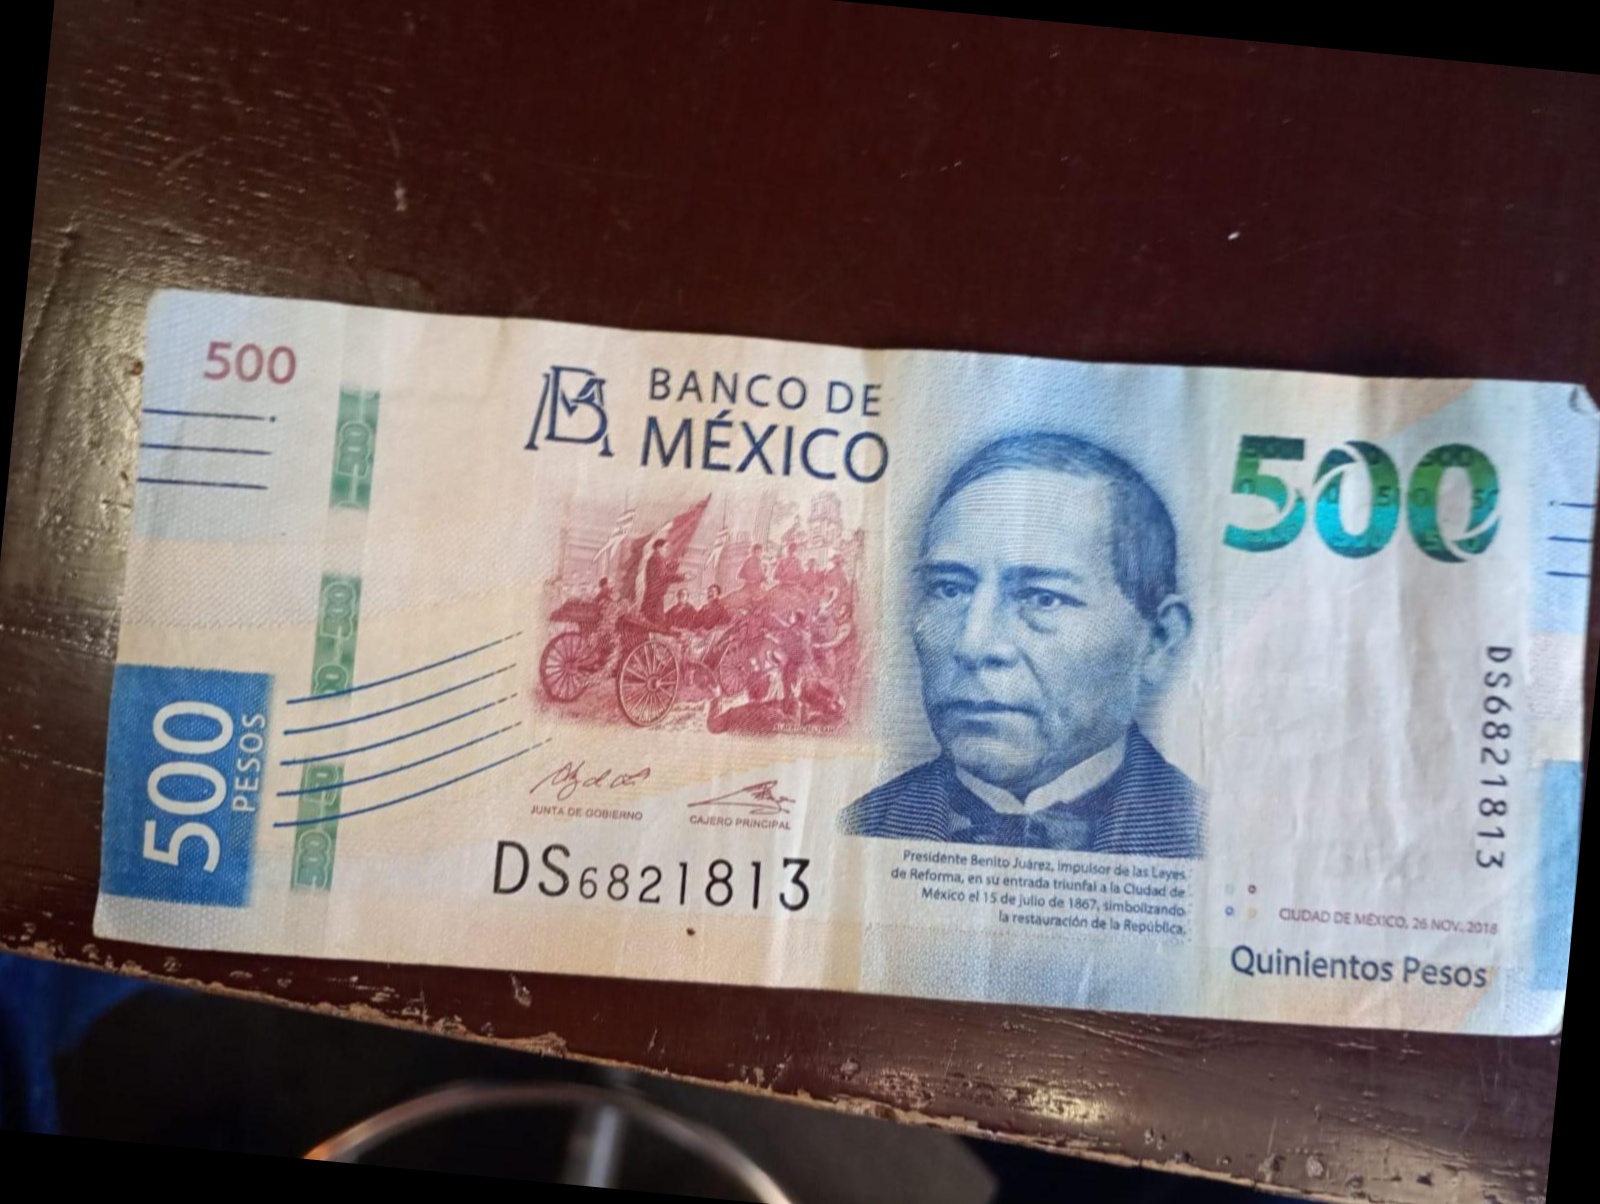 500
BANCO DE
MÉXICO
500
500
PESOS
JUNTA DE GOBIERNO
CAJERO PRINCIPAL
DS6821813
DS6821813
Presidente Benito Juárez, impulsor de las Leyes
de Reforma, en su entrada triunfal a la Ciudad de
México el 15 de julio de 1867, simbolizando
la restauración de la República.
CIUDAD DE MÉXICO, 26 NOV. 2018
Quinientos Pesos